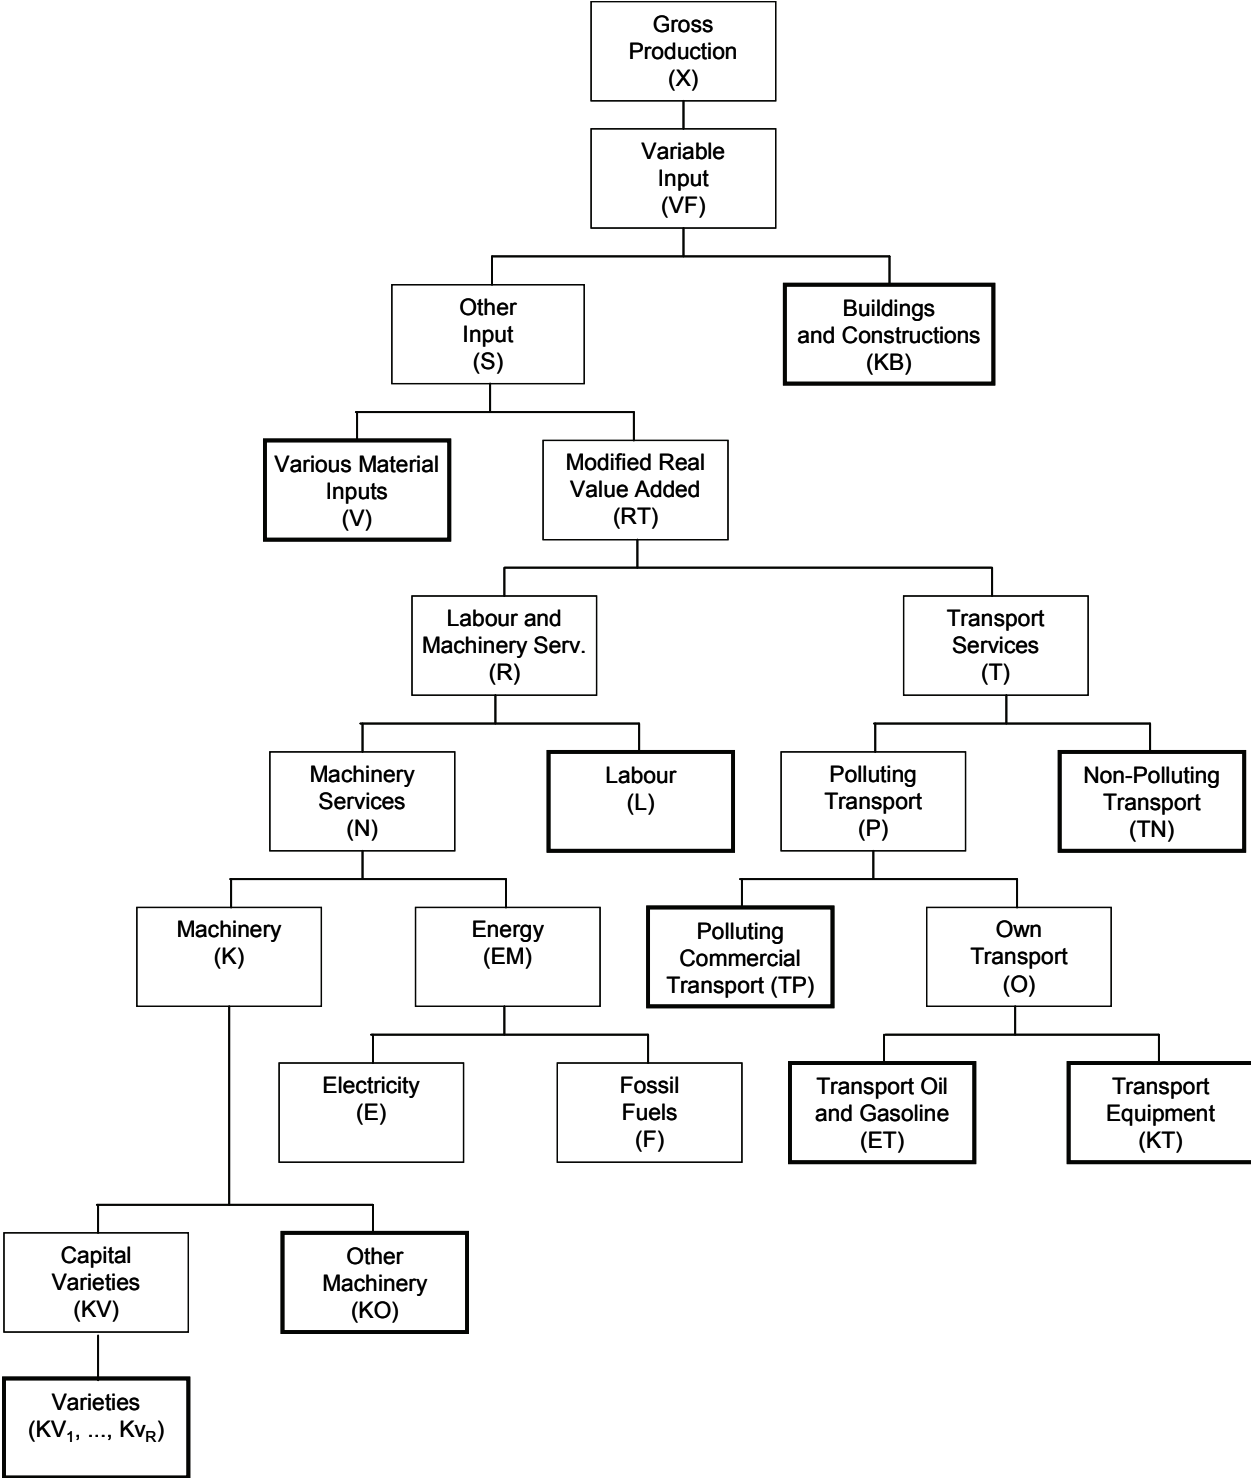 Gross
Production
(X)
Variable
Input
(VF)
Other
Input
(S)
Buildings
and Constructions
(KB)
Various Material
Inputs
(V)
Modified Real
Value Added
(RT)
Labour and
Machinery Serv.
(R)
Transport
Services
(T)
Machinery
Services
(N)
Labour
(L)
Polluting
Transport
(P)
Non-Polluting
Transport
(TN)
Machinery
(K)
Energy
(EM)
Polluting
Commercial
Transport (TP)
Own
Transport
(O)
Electricity
(E)
Fossil
Fuels
(F)
Transport Oil
and Gasoline
(ET)
Transport
Equipment
(KT)
Capital
Varieties
(KV)
Other
Machinery
(KO)
Varieties
(KV₁, ..., Kv_R)